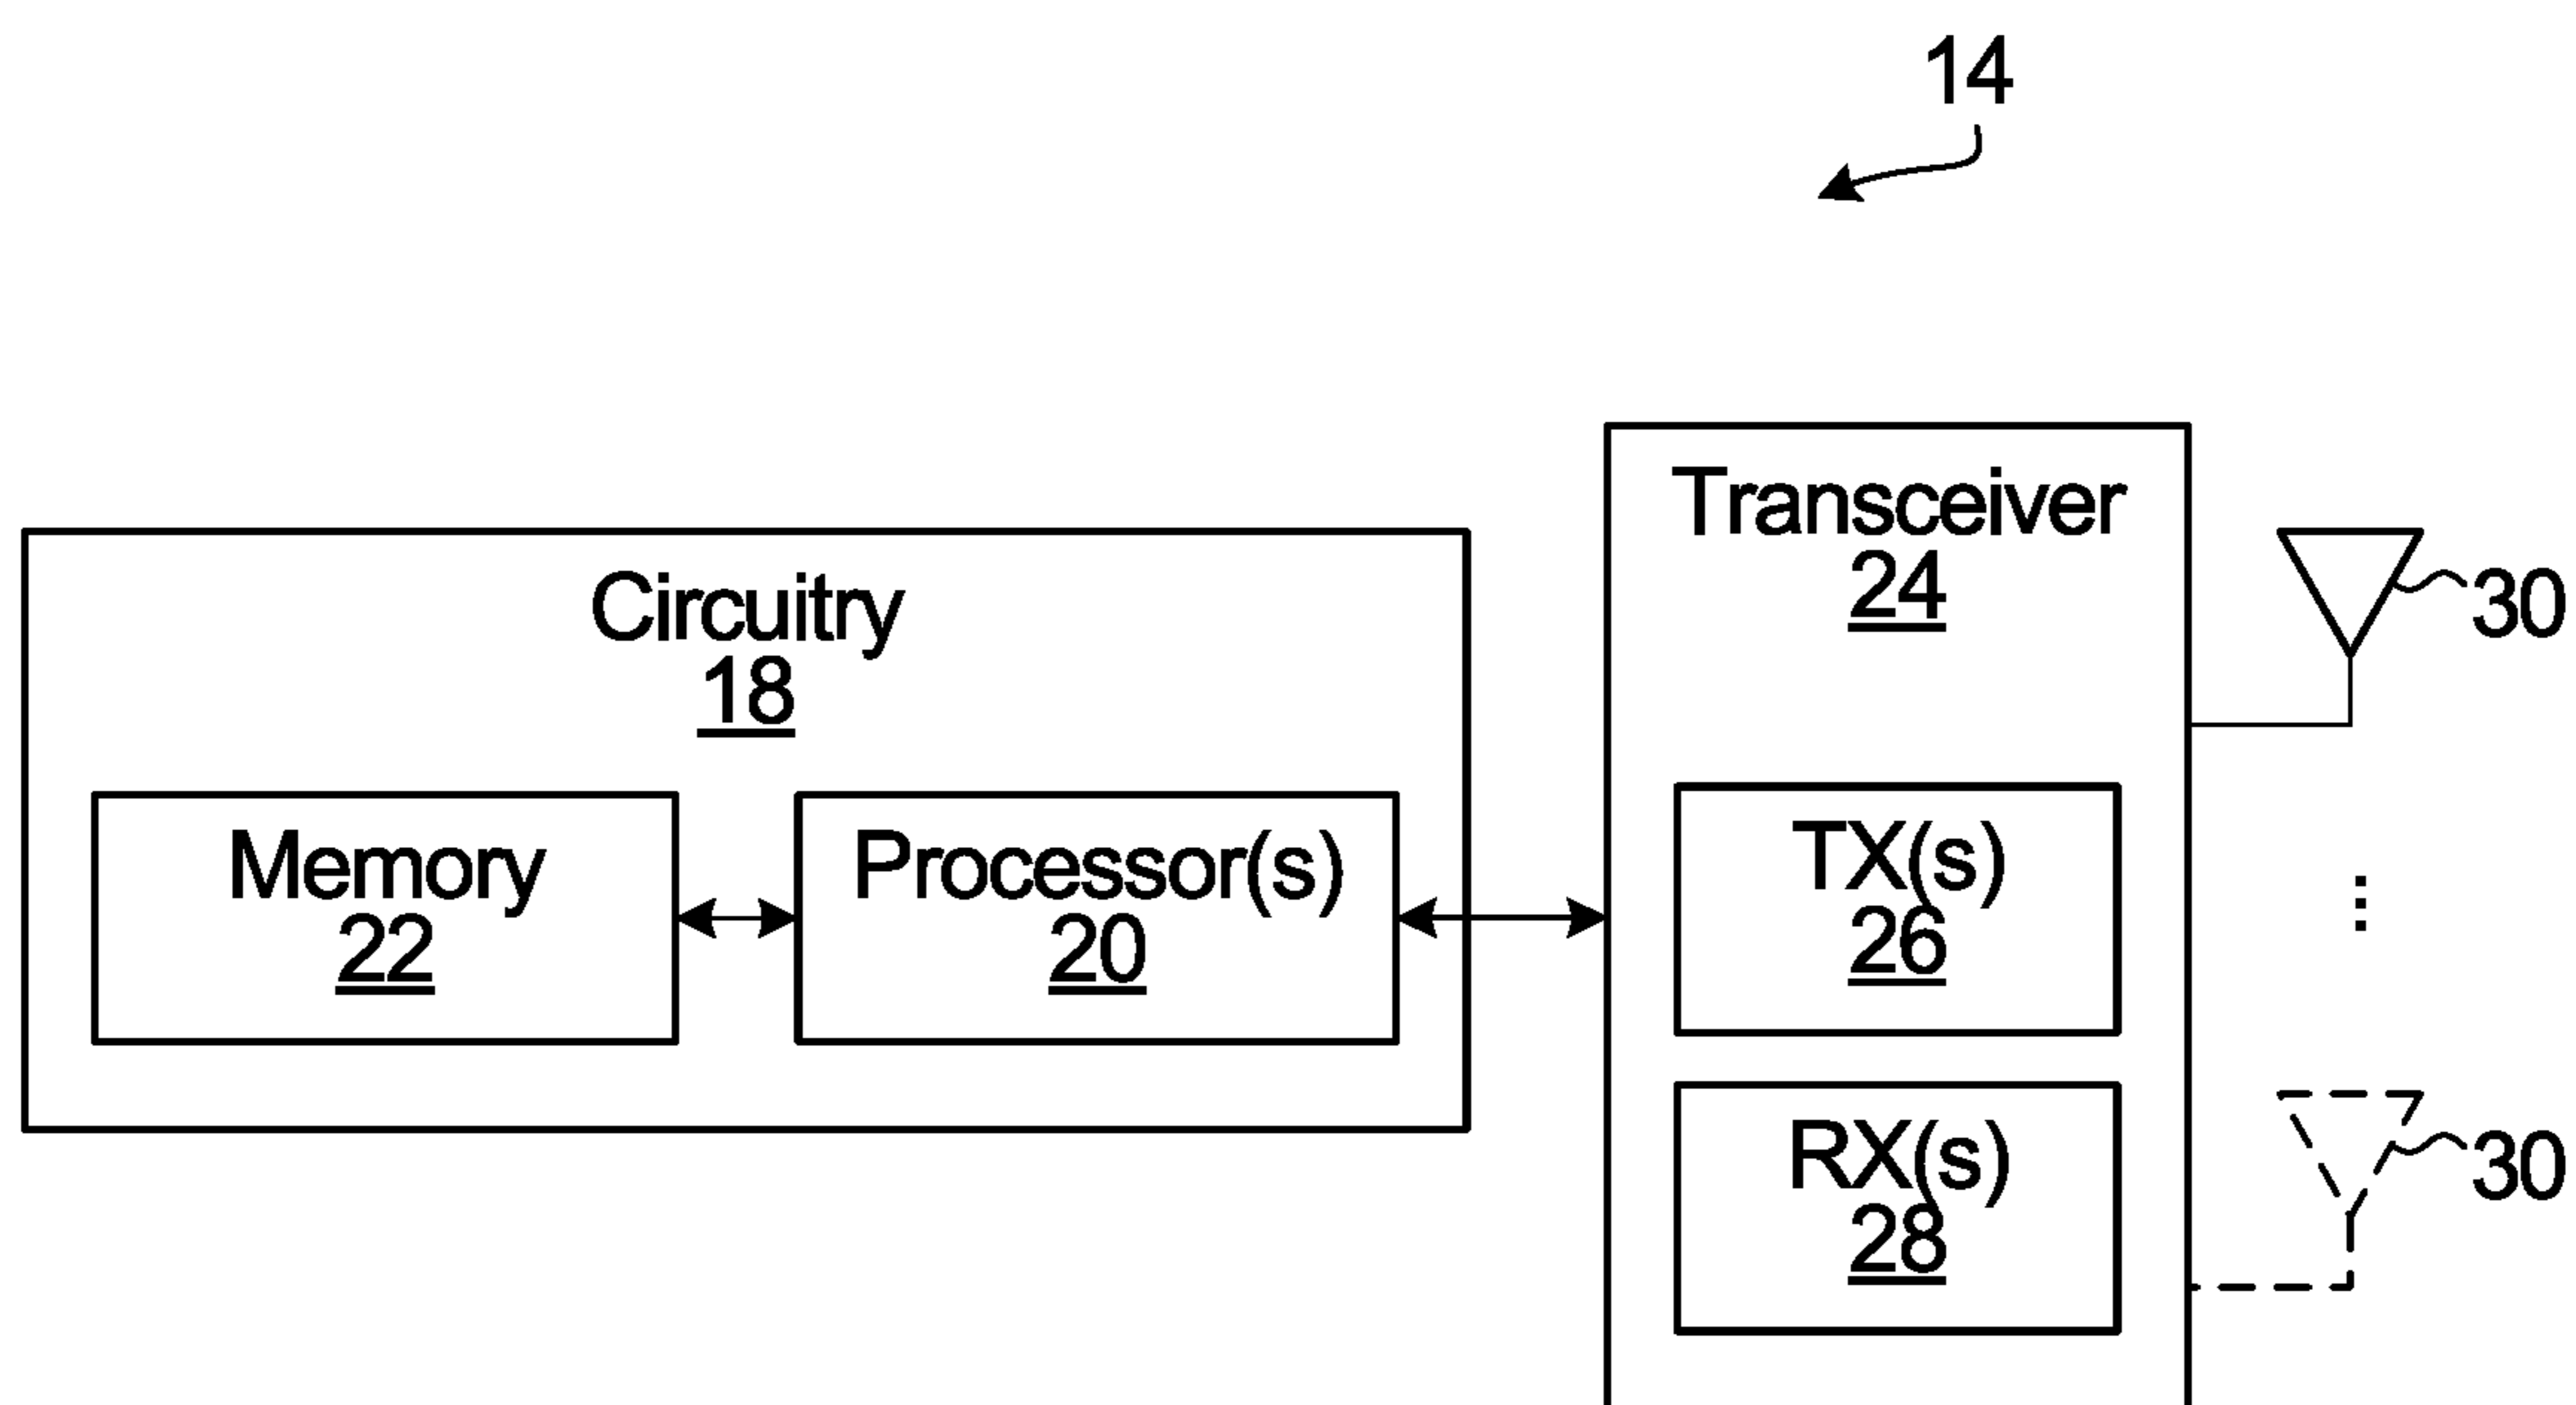 14
Transceiver
24
Circuitry
18
30
Memory
22
Processor(s)
20
TX(s)
26
...
RX(s)
28
30